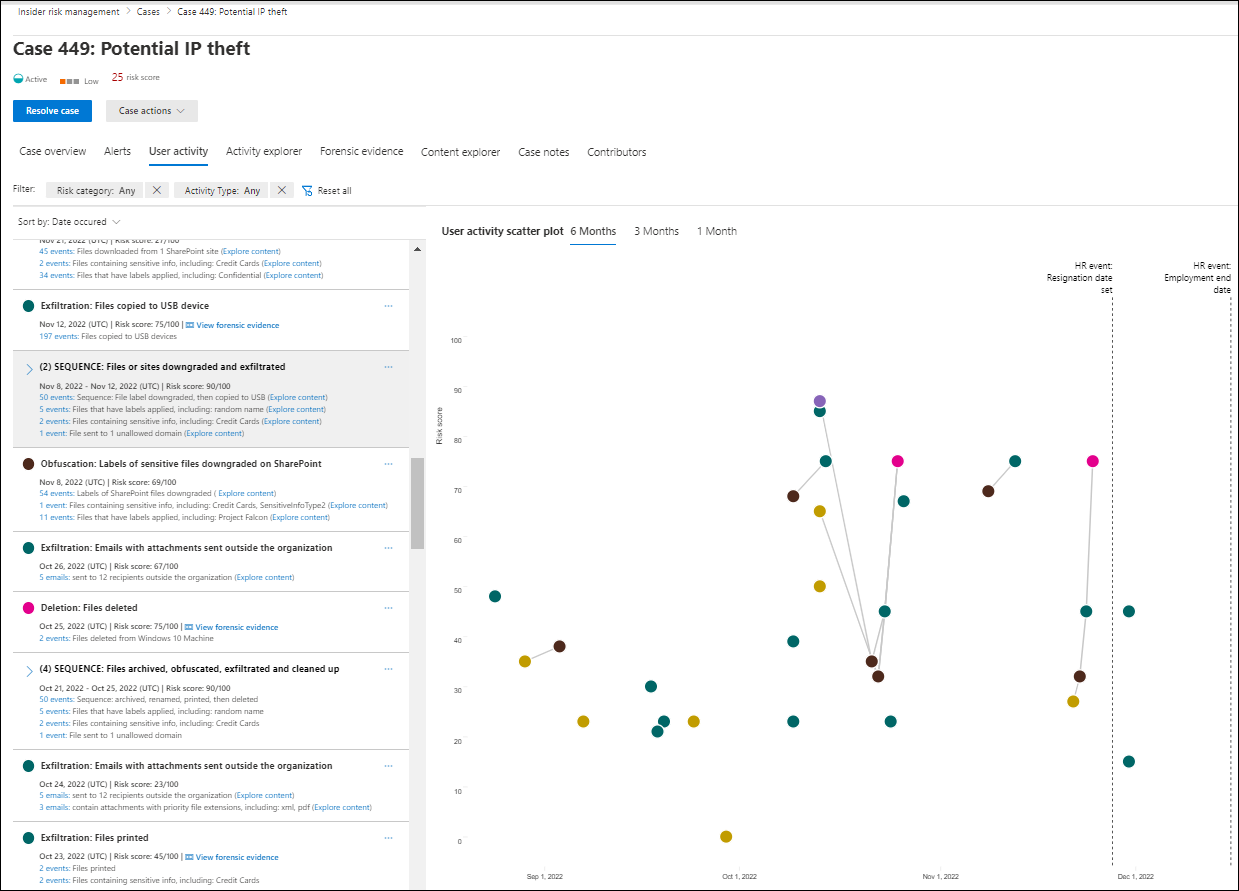 Insider risk management > Cases > Case 449: Potential IP theft
Case 449: Potential IP theft
Active Low 25 risk score
Resolve case Case actions
Case overview Alerts User activity Activity explorer Forensic evidence Content explorer Case notes Contributors
Filter: Risk category: Any Activity Type: Any Reset all
Sort by: Date occured
Nov 21, 2022 (UTC) | Risk score: 27/100
45 events: Files downloaded from 1 SharePoint site (Explore content)
2 events: Files containing sensitive info, including: Credit Cards (Explore content)
34 events: Files that have labels applied, including: Confidential (Explore content)
Exfiltration: Files copied to USB device ...
Nov 12, 2022 (UTC) | Risk score: 75/100 | View forensic evidence
197 events: Files copied to USB devices
(2) SEQUENCE: Files or sites downgraded and exfiltrated ...
Nov 8, 2022 - Nov 12, 2022 (UTC) | Risk score: 90/100
50 events: Sequence: File label downgraded, then copied to USB (Explore content)
5 events: Files that have labels applied, including: random name (Explore content)
2 events: Files containing sensitive info, including: Credit Cards (Explore content)
1 event: File sent to 1 unallowed domain (Explore content)
Obfuscation: Labels of sensitive files downgraded on SharePoint ...
Nov 8, 2022 (UTC) | Risk score: 69/100
54 events: Labels of SharePoint files downgraded ( Explore content)
1 event: Files containing sensitive info, including: Credit Cards, SensitiveInfoType2 (Explore content)
11 events: Files that have labels applied, including: Project Falcon (Explore content)
Exfiltration: Emails with attachments sent outside the organization ...
Oct 26, 2022 (UTC) | Risk score: 67/100
5 emails: sent to 12 recipients outside the organization (Explore content)
Deletion: Files deleted ...
Oct 25, 2022 (UTC) | Risk score: 75/100 | View forensic evidence
2 events: Files deleted from Windows 10 Machine
(4) SEQUENCE: Files archived, obfuscated, exfiltrated and cleaned up ...
Oct 21, 2022 - Oct 25, 2022 (UTC) | Risk score: 90/100
50 events: Sequence: archived, renamed, printed, then deleted
5 events: Files that have labels applied, including: random name
2 events: Files containing sensitive info, including: Credit Cards
1 event: File sent to 1 unallowed domain
Exfiltration: Emails with attachments sent outside the organization ...
Oct 24, 2022 (UTC) | Risk score: 23/100
5 emails: sent to 12 recipients outside the organization (Explore content)
3 emails: contain attachments with priority file extensions, including: xml, pdf (Explore content)
Exfiltration: Files printed ...
Oct 23, 2022 (UTC) | Risk score: 45/100 | View forensic evidence
2 events: Files printed
2 events: Files containing sensitive info, including: Credit Cards
User activity scatter plot 6 Months 3 Months 1 Month
HR event:
Resignation date
set
HR event:
Employment end
date
Risk score
100
90
80
70
60
50
40
30
20
10
0
Sep 1, 2022 Oct 1, 2022 Nov 1, 2022 Dec 1, 2022